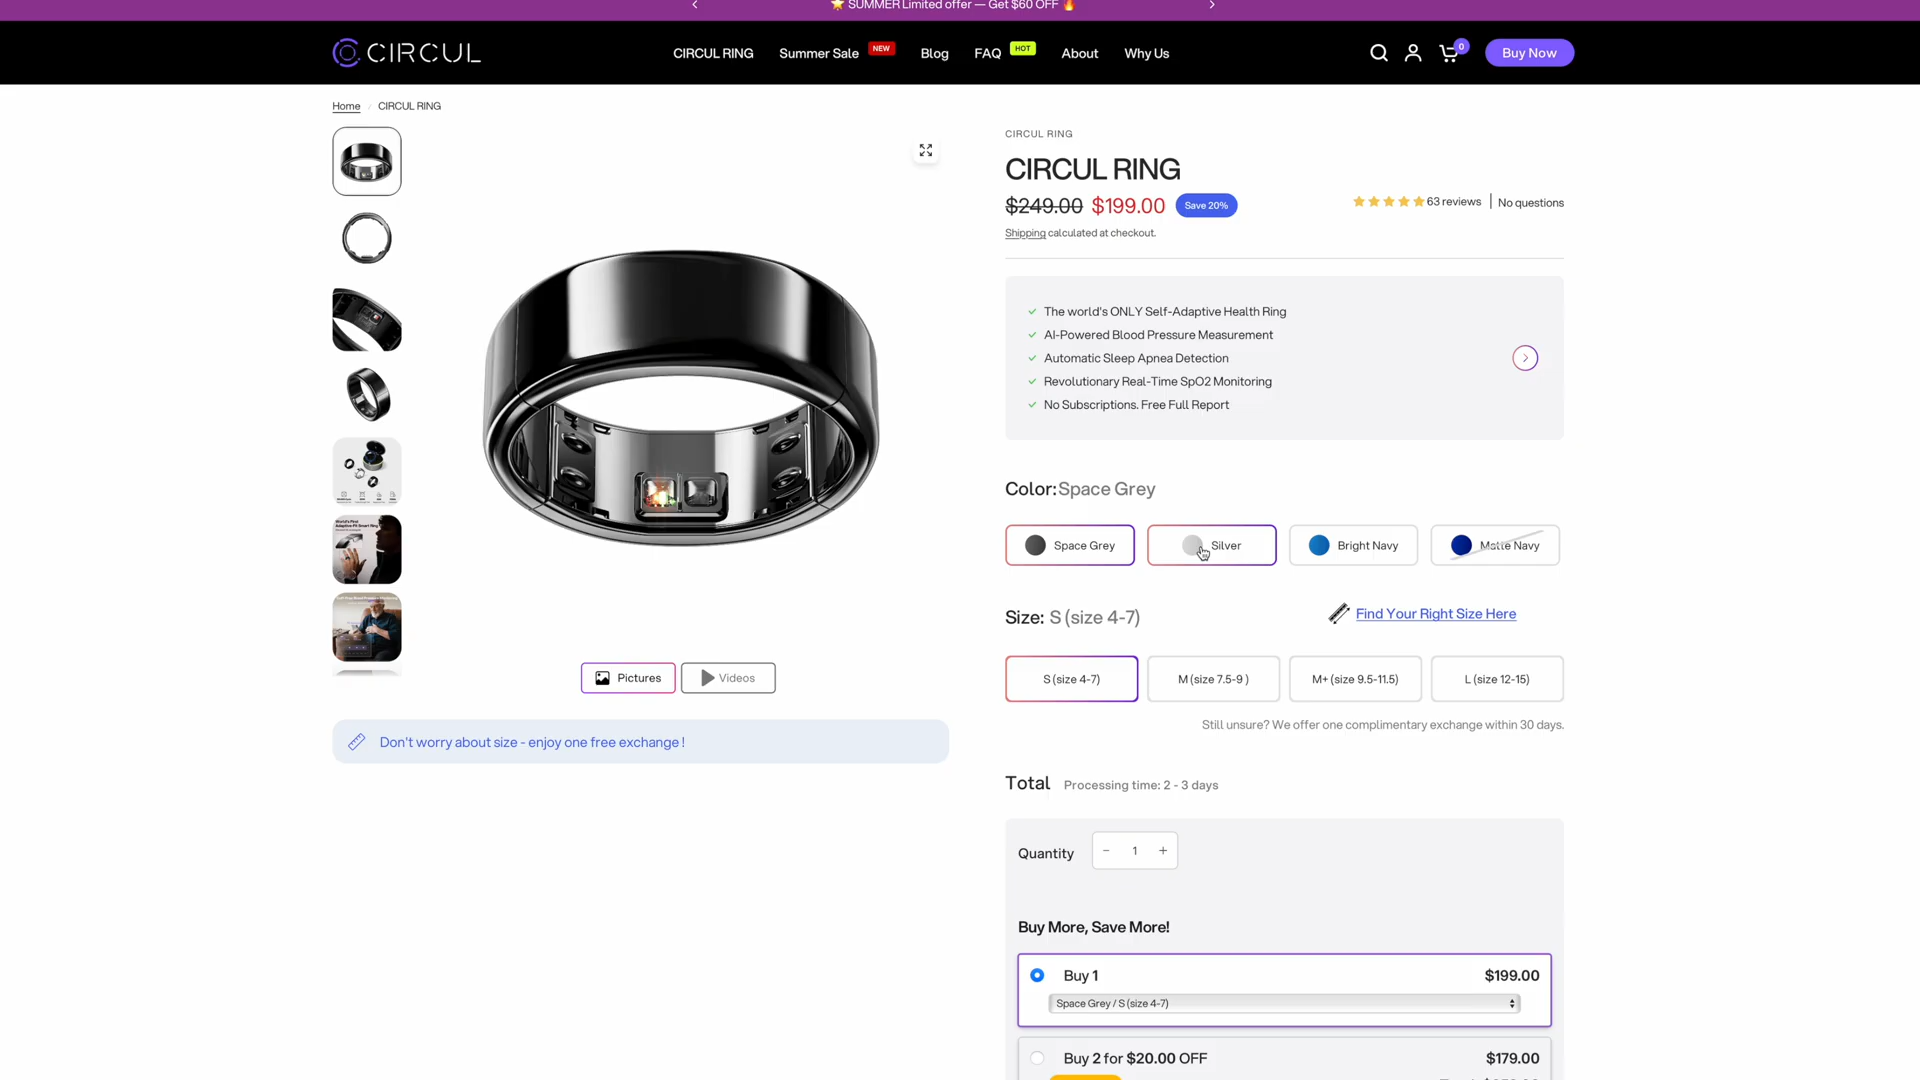 🌟 SUMMER Limited offer — Get $60 OFF 🔥
CIRCUL
CIRCUL RING
Summer Sale
NEW
Blog
FAQ
HOT
About
Why Us
0
Buy Now
Home / CIRCUL RING
CIRCUL RING
CIRCUL RING
$249.00 $199.00 Save 20%
63 reviews
No questions
Shipping calculated at checkout.
The world's ONLY Self-Adaptive Health Ring
AI-Powered Blood Pressure Measurement
Automatic Sleep Apnea Detection
Revolutionary Real-Time SpO2 Monitoring
No Subscriptions. Free Full Report
Color: Space Grey
Space Grey
Silver
Bright Navy
Matte Navy
Size: S (size 4-7)
Find Your Right Size Here
S (size 4-7)
M (size 7.5-9 )
M+ (size 9.5-11.5)
L (size 12-15)
Still unsure? We offer one complimentary exchange within 30 days.
Pictures
Videos
Don't worry about size - enjoy one free exchange !
Total Processing time: 2 - 3 days
Quantity
− 1 +
Buy More, Save More!
Buy 1 $199.00
Space Grey / S (size 4-7)
Buy 2 for $20.00 OFF $179.00